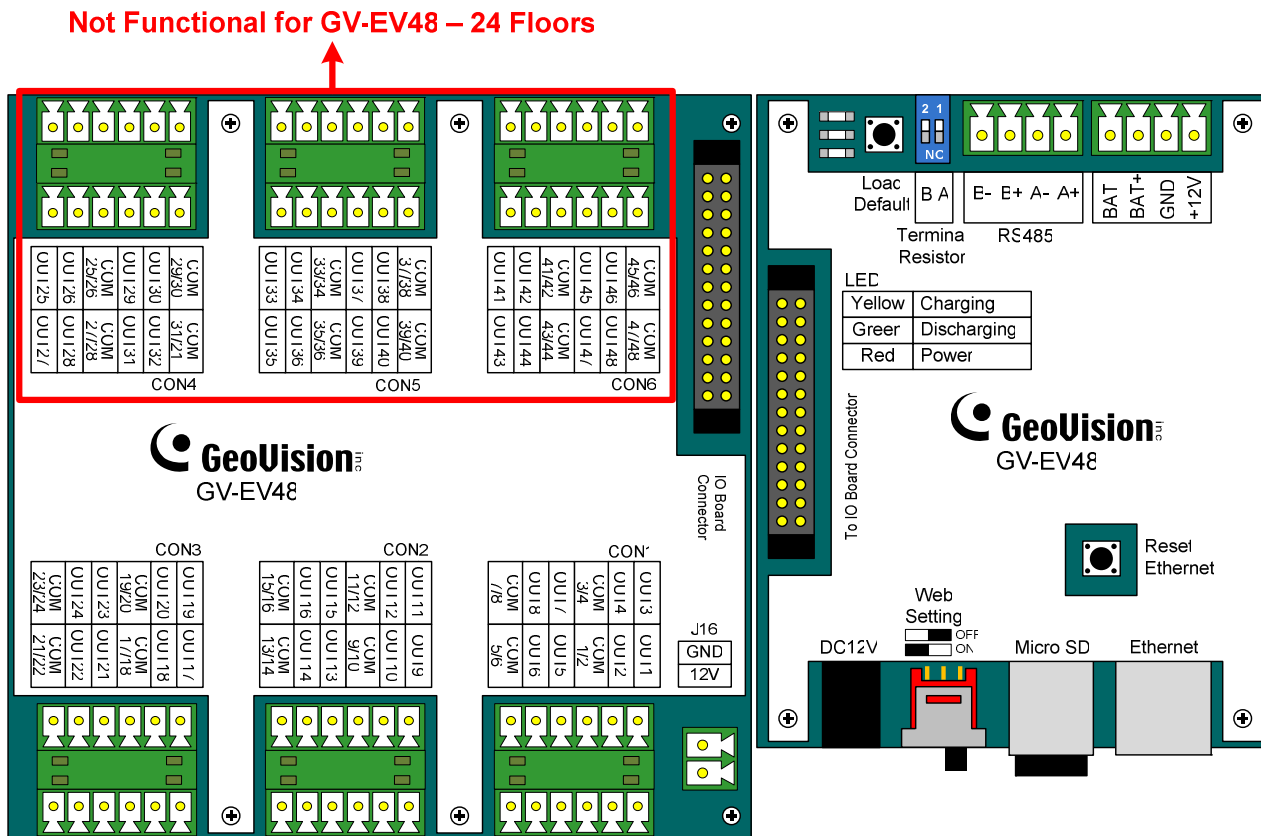 Not Functional for GV-EV48 – 24 Floors
OUT25
OUT26
COM 25/26
OUT29
OUT30
COM 29/30
OUT27
OUT28
COM 27/28
OUT31
OUT32
COM 31/21
CON4
OUT33
OUT34
COM 33/34
OUT37
OUT38
COM 37/38
OUT35
OUT36
COM 35/36
OUT39
OUT40
COM 39/40
CON5
OUT41
OUT42
COM 41/42
OUT45
OUT46
COM 45/46
OUT43
OUT44
COM 43/44
OUT47
OUT48
COM 47/48
CON6
GeoVision inc
GV-EV48
IO Board
Connector
CON3
COM 23/24
OUT24
OUT23
COM 19/20
OUT20
OUT19
COM 21/22
OUT22
OUT21
COM 17/18
OUT18
OUT17
CON2
COM 15/16
OUT16
OUT15
COM 11/12
OUT12
OUT11
COM 13/14
OUT14
OUT13
COM 9/10
OUT10
OUT9
CON1
COM 7/8
OUT8
OUT7
COM 3/4
OUT4
OUT3
COM 5/6
OUT6
OUT5
COM 1/2
OUT2
OUT1
J16
GND
12V
2 1
NC
Load
Default
B A
Termina
Resistor
B- B+ A- A+
RS485
BAT
BAT+
GND
+12V
LED
Yellow Charging
Green Discharging
Red Power
To IO Board Connector
GeoVision inc
GV-EV48
Reset
Ethernet
Web
Setting
OFF
ON
DC12V
Micro SD
Ethernet